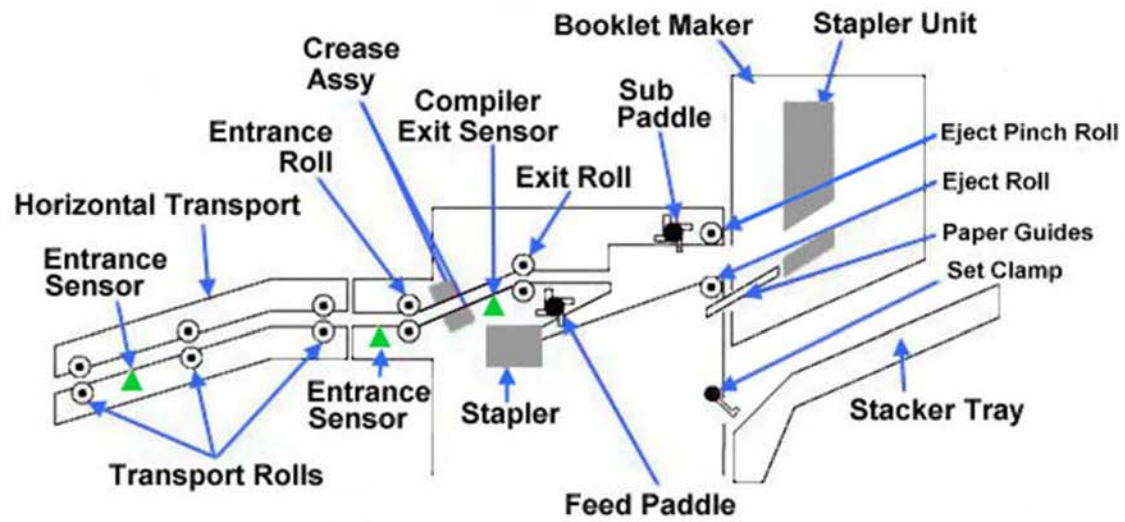 Booklet Maker
Stapler Unit
Crease
Assy
Compiler
Exit Sensor
Sub
Paddle
Entrance
Roll
Eject Pinch Roll
Exit Roll
Eject Roll
Horizontal Transport
Paper Guides
Entrance
Sensor
Set Clamp
Entrance
Sensor
Stapler
Stacker Tray
Transport Rolls
Feed Paddle